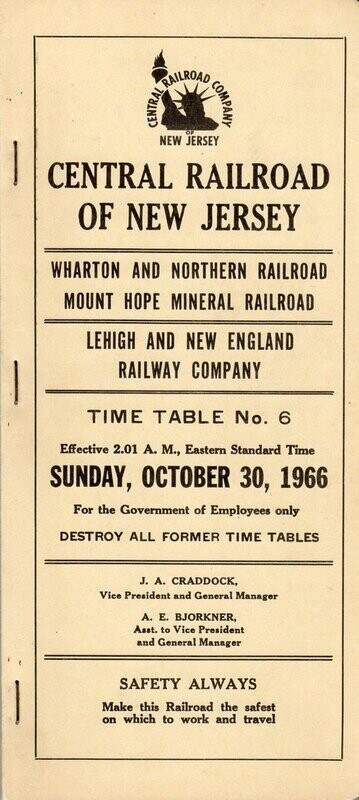 CENTRAL RAILROAD COMPANY
OF
NEW JERSEY
CENTRAL RAILROAD
OF NEW JERSEY
WHARTON AND NORTHERN RAILROAD
MOUNT HOPE MINERAL RAILROAD
LEHIGH AND NEW ENGLAND
RAILWAY COMPANY
TIME TABLE No. 6
Effective 2.01 A. M., Eastern Standard Time
SUNDAY, OCTOBER 30, 1966
For the Government of Employees only
DESTROY ALL FORMER TIME TABLES
J. A. CRADDOCK,
Vice President and General Manager
A. E. BJORKNER,
Asst. to Vice President
and General Manager
SAFETY ALWAYS
Make this Railroad the safest
on which to work and travel